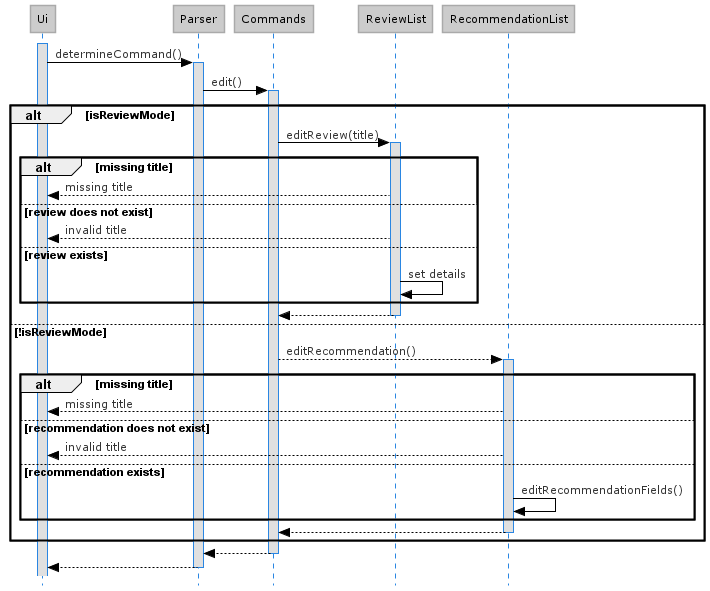 Ui Parser Commands ReviewList RecommendationList
determineCommand()
edit()
alt [isReviewMode]
editReview(title)
alt [missing title]
missing title
[review does not exist]
invalid title
[review exists]
set details
[!isReviewMode]
editRecommendation()
alt [missing title]
missing title
[recommendation does not exist]
invalid title
[recommendation exists]
editRecommendationFields()